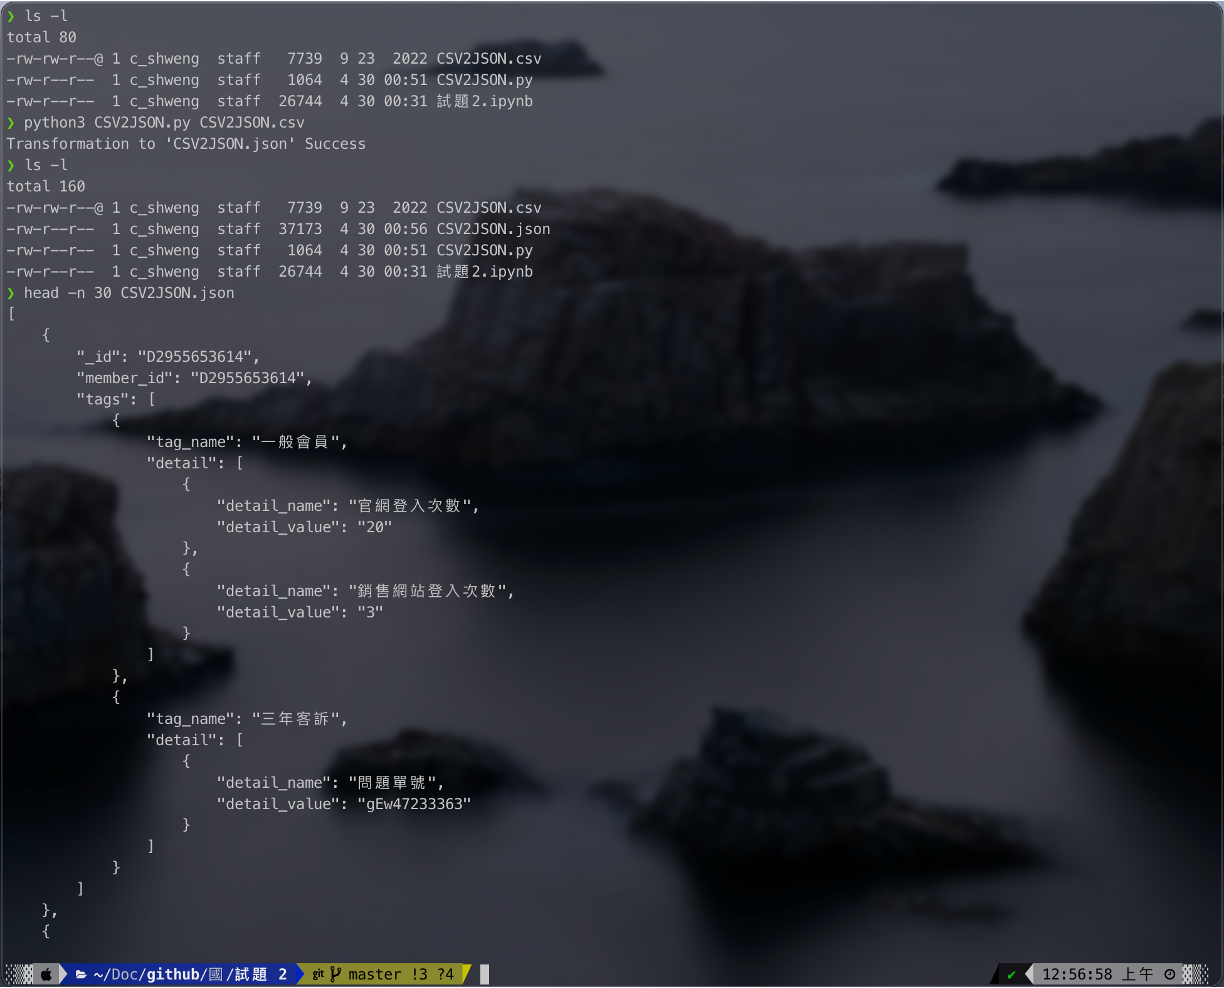 ❯ ls -l
total 80
-rw-rw-r--@ 1 c_shweng  staff   7739  9 23  2022 CSV2JSON.csv
-rw-r--r--  1 c_shweng  staff   1064  4 30 00:51 CSV2JSON.py
-rw-r--r--  1 c_shweng  staff  26744  4 30 00:31 試題2.ipynb
❯ python3 CSV2JSON.py CSV2JSON.csv
Transformation to 'CSV2JSON.json' Success
❯ ls -l
total 160
-rw-rw-r--@ 1 c_shweng  staff   7739  9 23  2022 CSV2JSON.csv
-rw-r--r--  1 c_shweng  staff  37173  4 30 00:56 CSV2JSON.json
-rw-r--r--  1 c_shweng  staff   1064  4 30 00:51 CSV2JSON.py
-rw-r--r--  1 c_shweng  staff  26744  4 30 00:31 試題2.ipynb
❯ head -n 30 CSV2JSON.json
[
    {
        "_id": "D2955653614",
        "member_id": "D2955653614",
        "tags": [
            {
                "tag_name": "一般會員",
                "detail": [
                    {
                        "detail_name": "官網登入次數",
                        "detail_value": "20"
                    },
                    {
                        "detail_name": "銷售網站登入次數",
                        "detail_value": "3"
                    }
                ]
            },
            {
                "tag_name": "三年客訴",
                "detail": [
                    {
                        "detail_name": "問題單號",
                        "detail_value": "gEw47233363"
                    }
                ]
            }
        ]
    },
    {
~/Doc/github/國/試題 2 git master !3 ?4 ✔ 12:56:58 上午